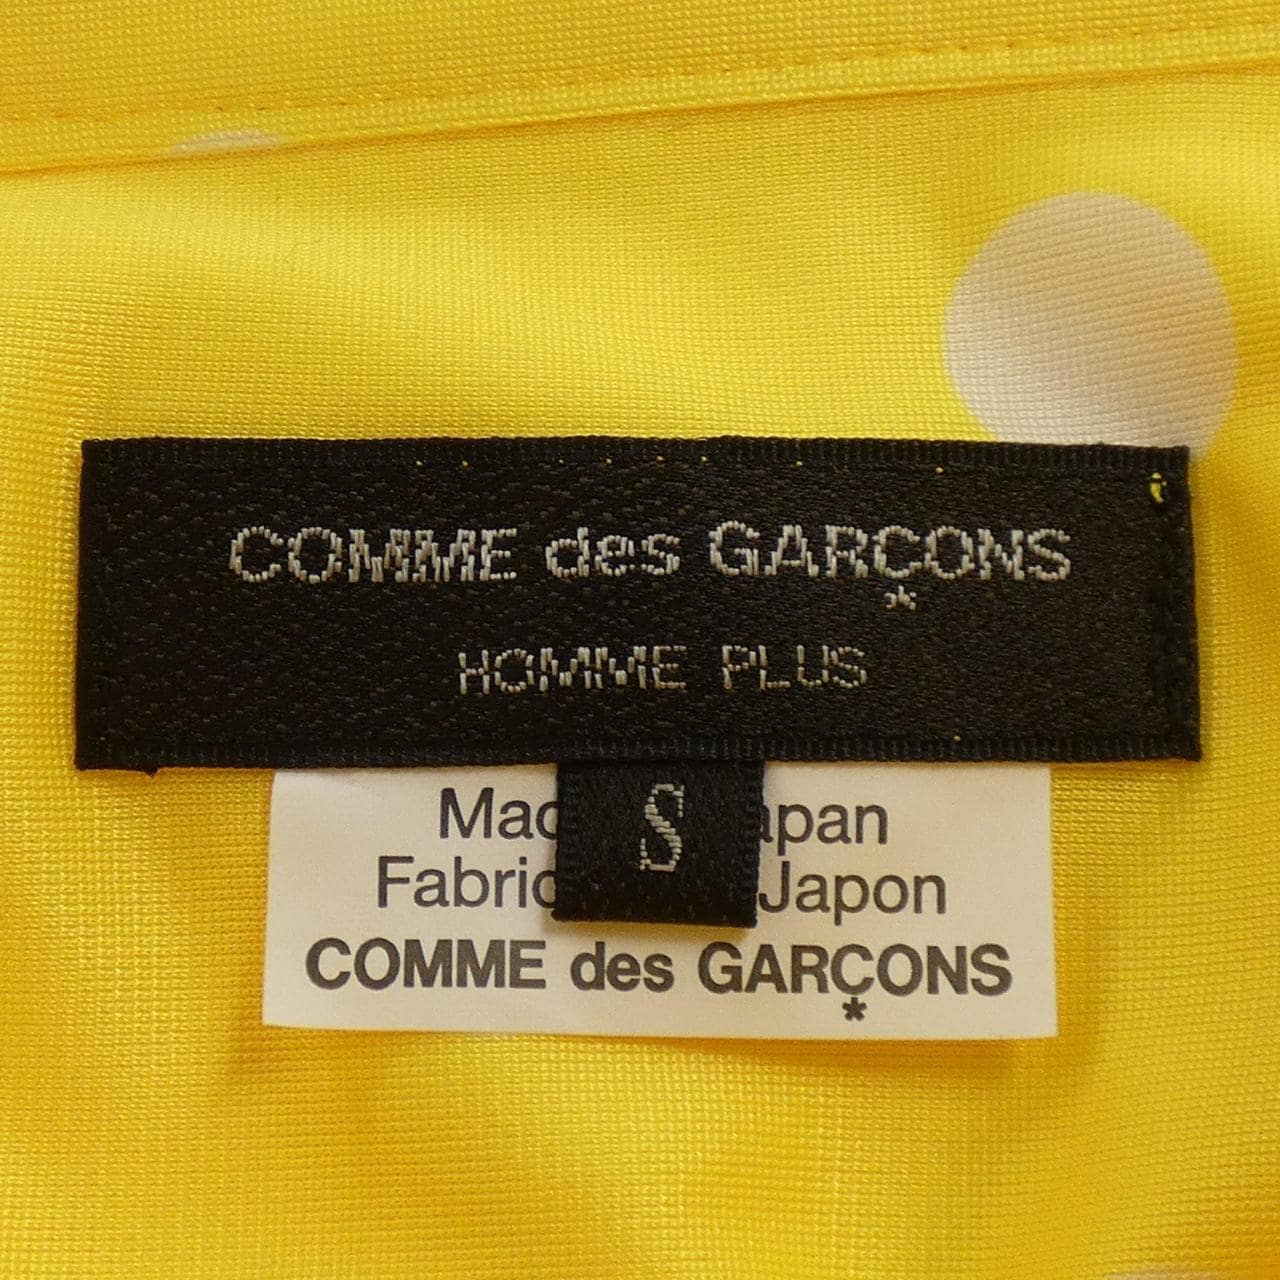 COMME des GARÇONS
*
HOMME PLUS
S
Mad apan
Fabric Japon
COMME des GARÇONS
*